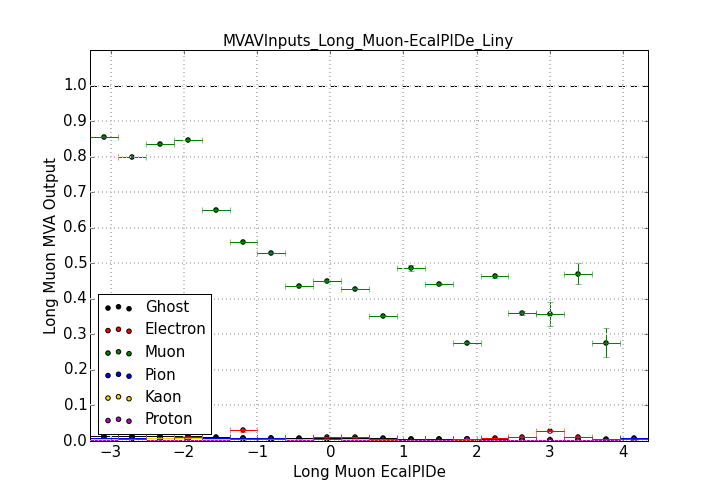 MVAVInputs_Long_Muon-EcalPIDe_Liny
Long Muon MVA Output
1.0
0.9
0.8
0.7
0.6
0.5
0.4
0.3
0.2
0.1
0.0
Ghost
Electron
Muon
Pion
Kaon
Proton
−3 −2 −1 0 1 2 3 4
Long Muon EcalPIDe